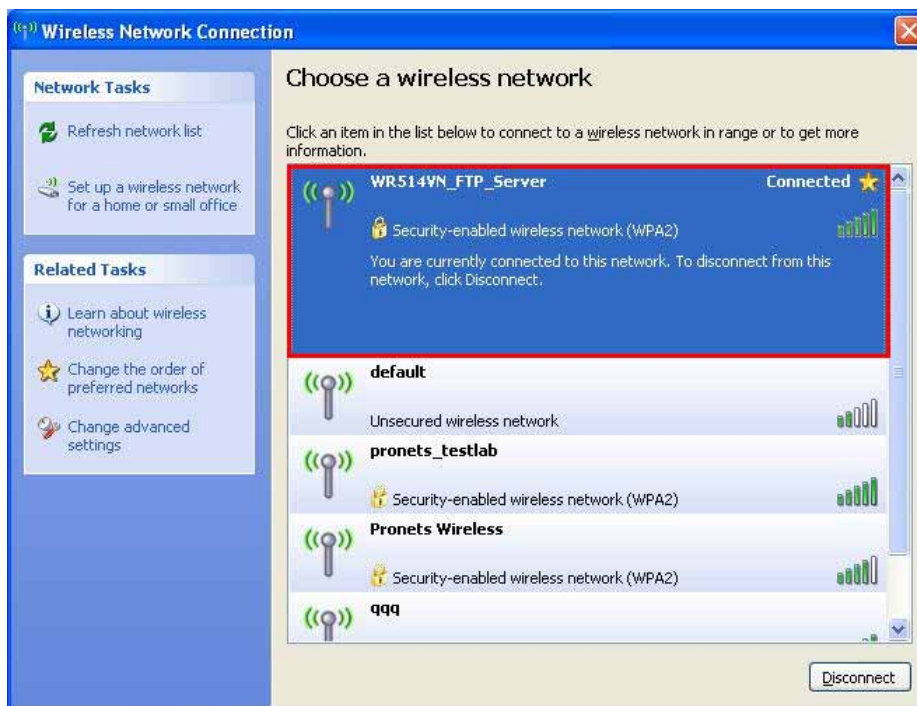 Wireless Network Connection
Network Tasks
Refresh network list
Set up a wireless network
for a home or small office
Related Tasks
Learn about wireless
networking
Change the order of
preferred networks
Change advanced
settings
Choose a wireless network
Click an item in the list below to connect to a wireless network in range or to get more
information.
WR514VN_FTP_Server Connected
Security-enabled wireless network (WPA2)
You are currently connected to this network. To disconnect from this
network, click Disconnect.
default
Unsecured wireless network
pronets_testlab
Security-enabled wireless network (WPA2)
Pronets Wireless
Security-enabled wireless network (WPA2)
qqq
Disconnect